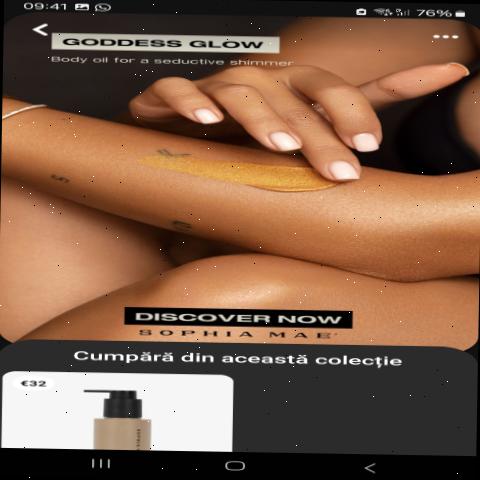 09:41 76%
GODDESS GLOW
Body oil for a seductive shimmer
DISCOVER NOW
SOPHIA MAE
Cumpără din această colecție
€32